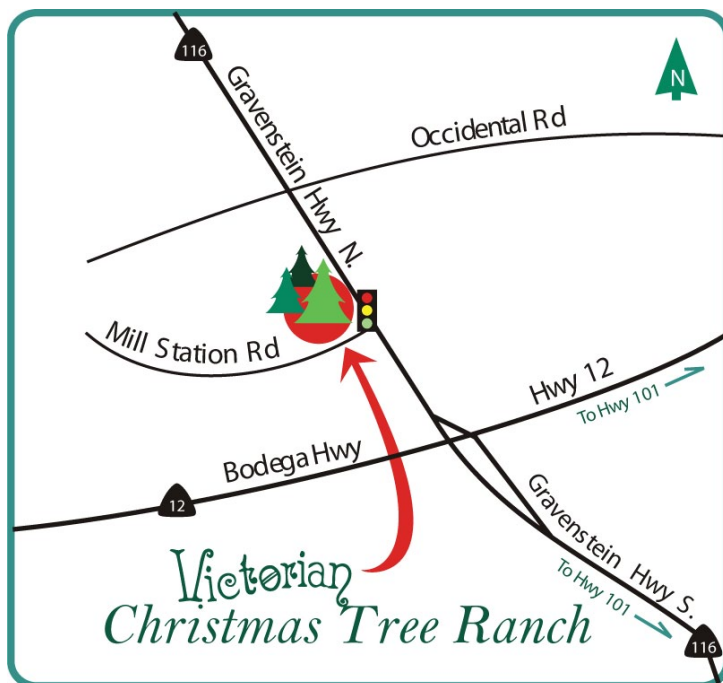 116
N
Gravenstein Hwy N.
Occidental Rd
Mill Station Rd
Hwy 12
To Hwy 101
Bodega Hwy
12
Gravenstein Hwy S.
To Hwy 101
116
Victorian
Christmas Tree Ranch